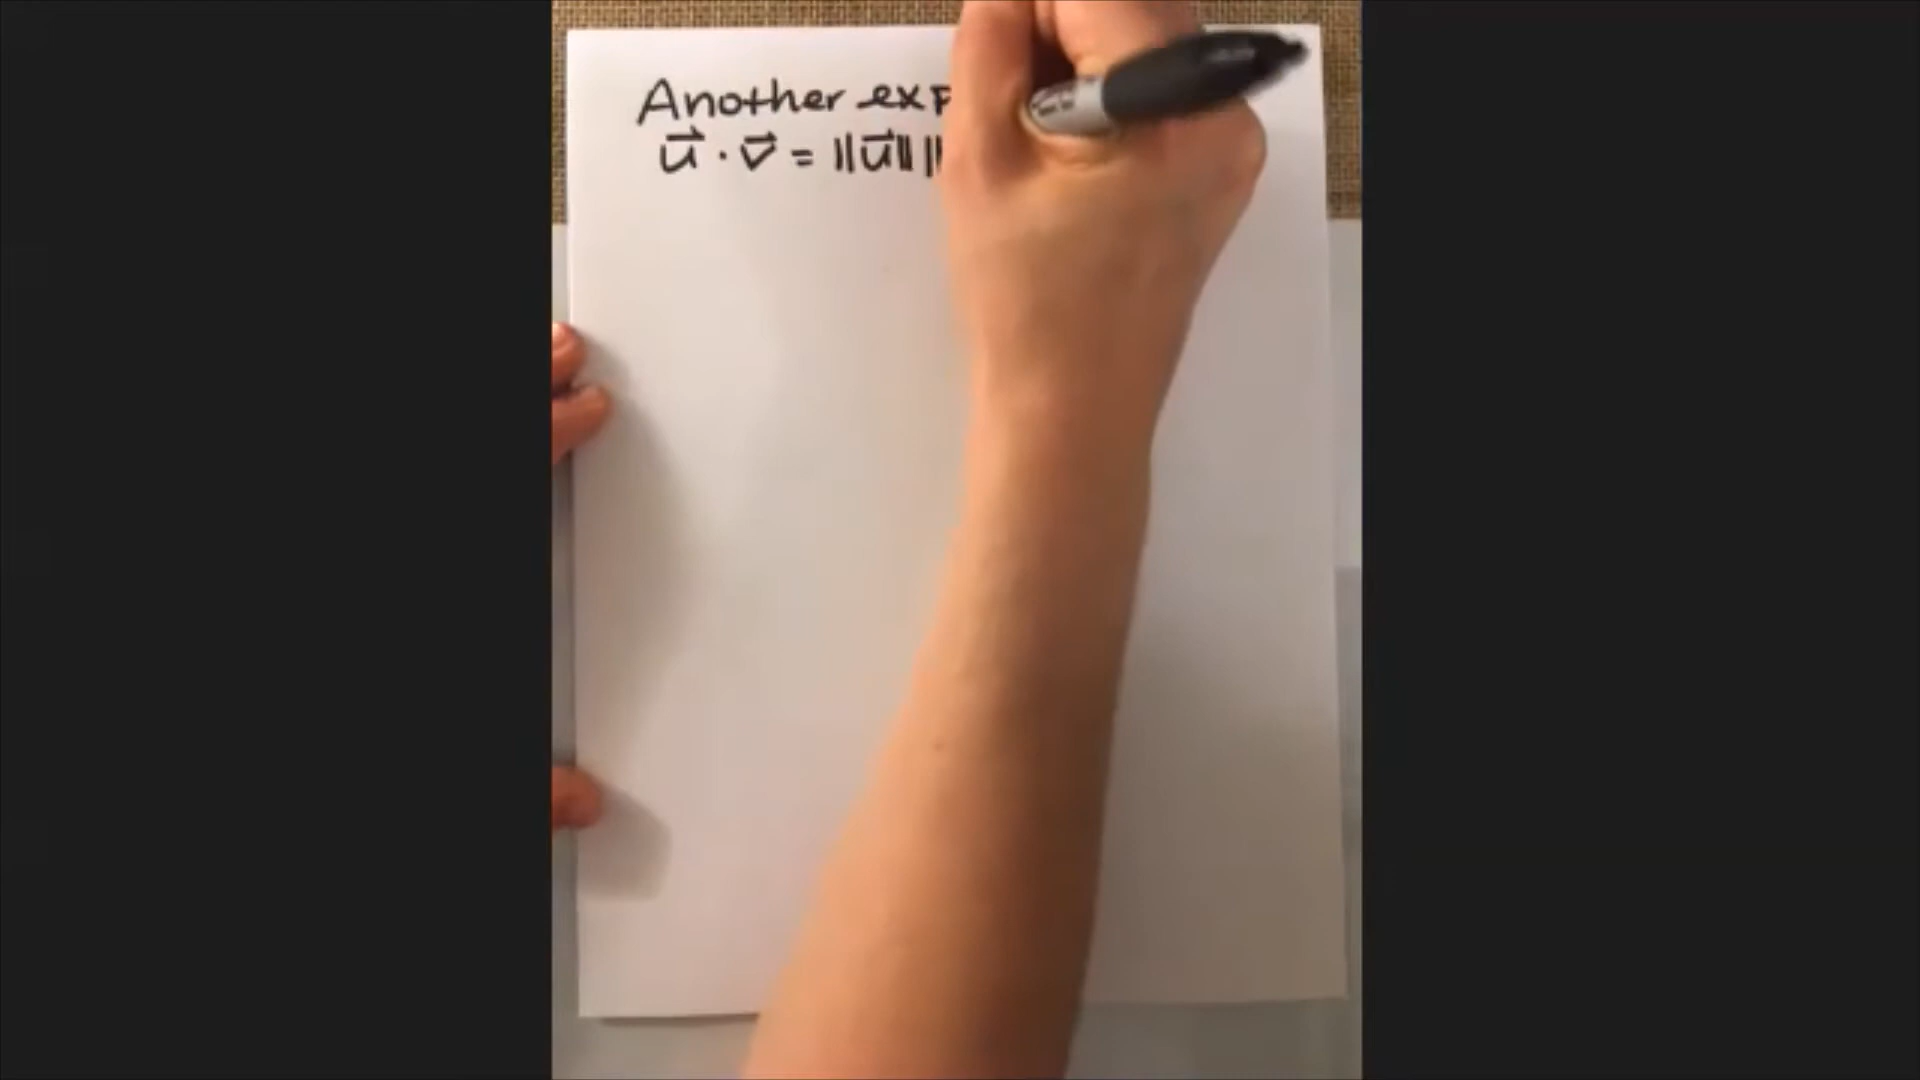 Another exp
u⃗ · v⃗ = ||u⃗|| ||